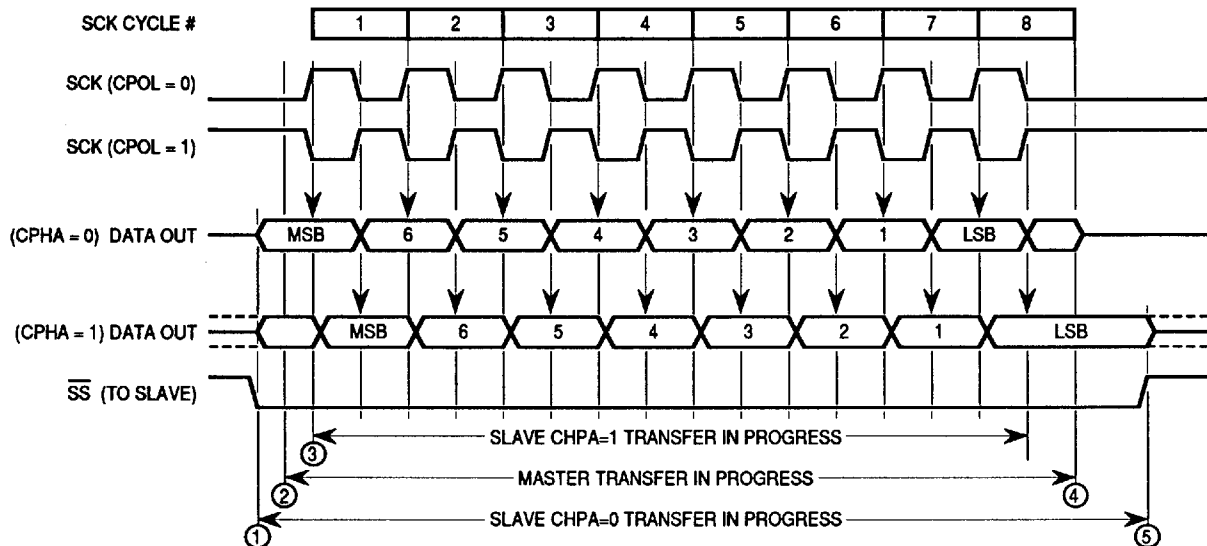 SCK CYCLE # 1 2 3 4 5 6 7 8
SCK (CPOL = 0)
SCK (CPOL = 1)
(CPHA = 0) DATA OUT MSB 6 5 4 3 2 1 LSB
(CPHA = 1) DATA OUT MSB 6 5 4 3 2 1 LSB
SS (TO SLAVE)
3 SLAVE CHPA=1 TRANSFER IN PROGRESS
2 MASTER TRANSFER IN PROGRESS 4
1 SLAVE CHPA=0 TRANSFER IN PROGRESS 5